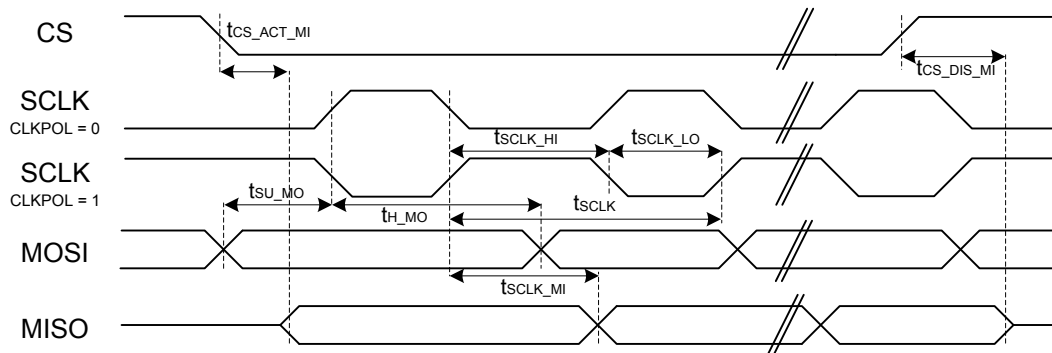 CS
tCS_ACT_MI
tCS_DIS_MI
SCLK
CLKPOL = 0
tSCLK_HI
tSCLK_LO
SCLK
CLKPOL = 1
tSU_MO
tH_MO
tSCLK
MOSI
tSCLK_MI
MISO